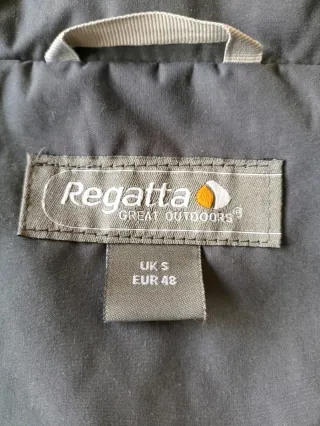 Regatta
GREAT OUTDOORS®
UK S
EUR 48